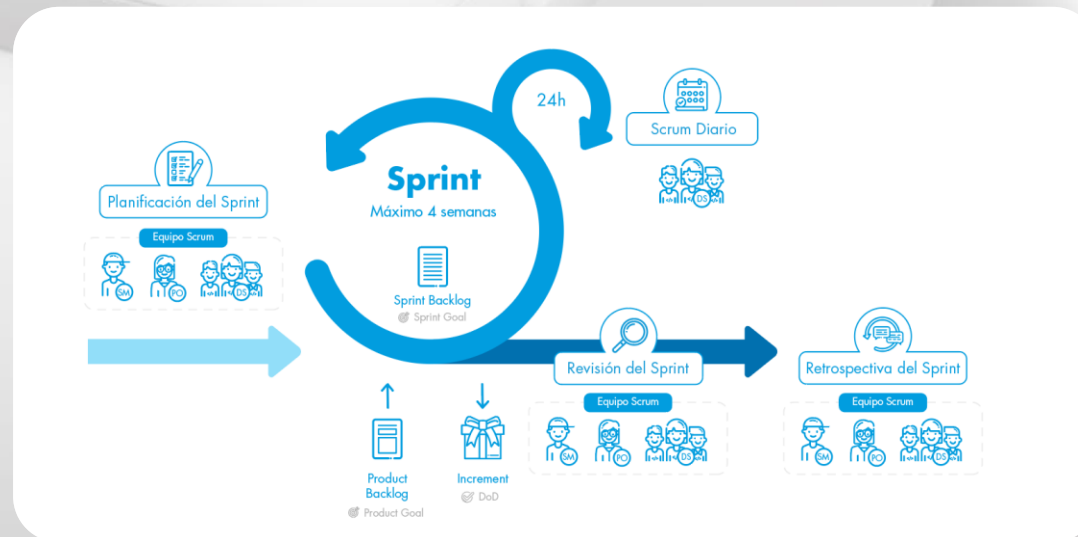 24h
Scrum Diario
DS
Sprint
Máximo 4 semanas
Planificación del Sprint
Equipo Scrum
SM
PO
DS
Sprint Backlog
Sprint Goal
Revisión del Sprint
Equipo Scrum
SM
PO
DS
Retrospectiva del Sprint
Equipo Scrum
SM
PO
DS
Product
Backlog
Product Goal
Increment
DoD